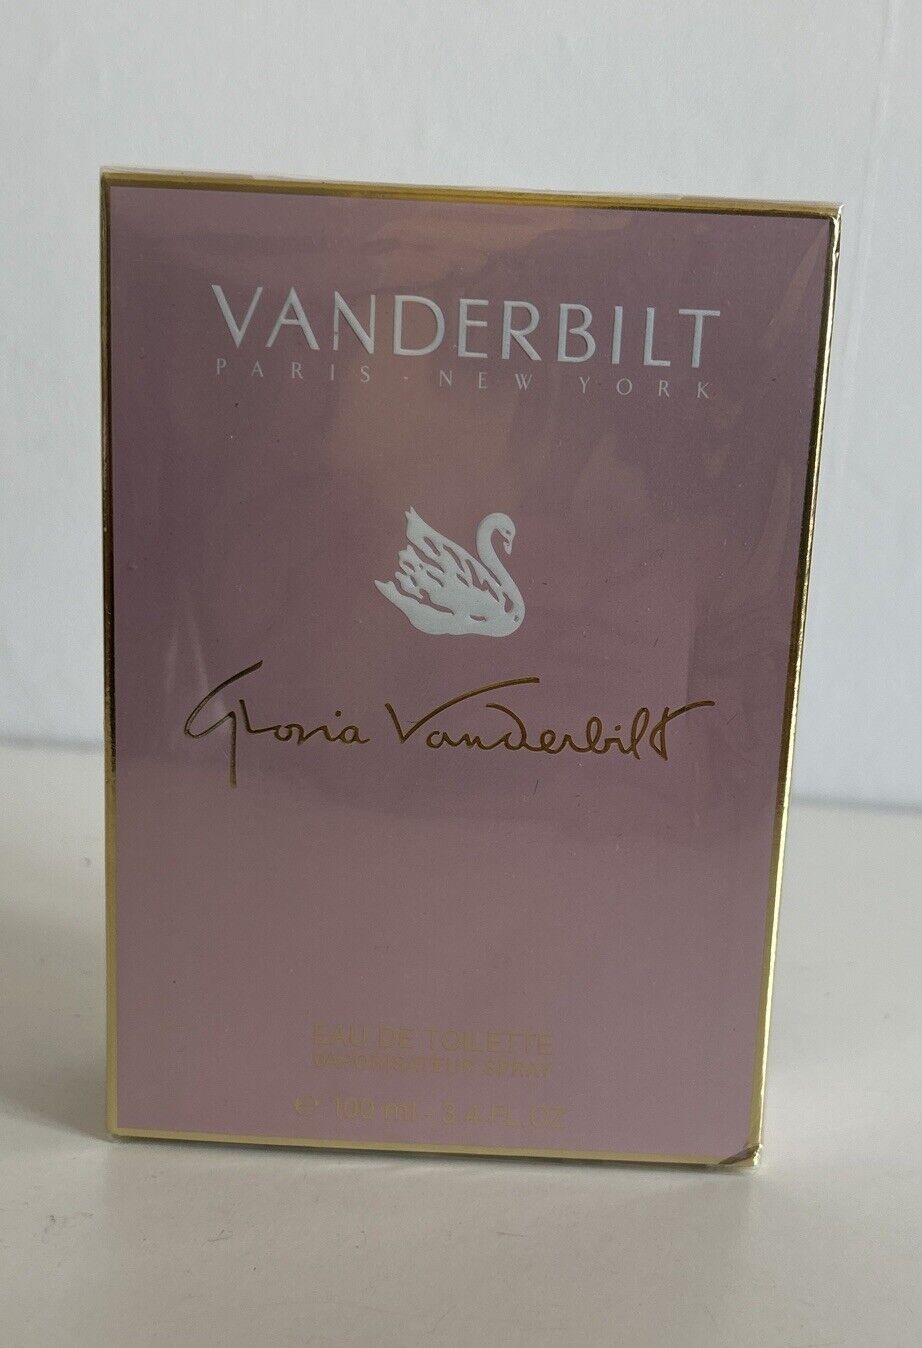 VANDERBILT
PARIS - NEW YORK
Gloria Vanderbilt
EAU DE TOILETTE
VAPORISATEUR SPRAY
e 100 ml - 3.4 FL.OZ